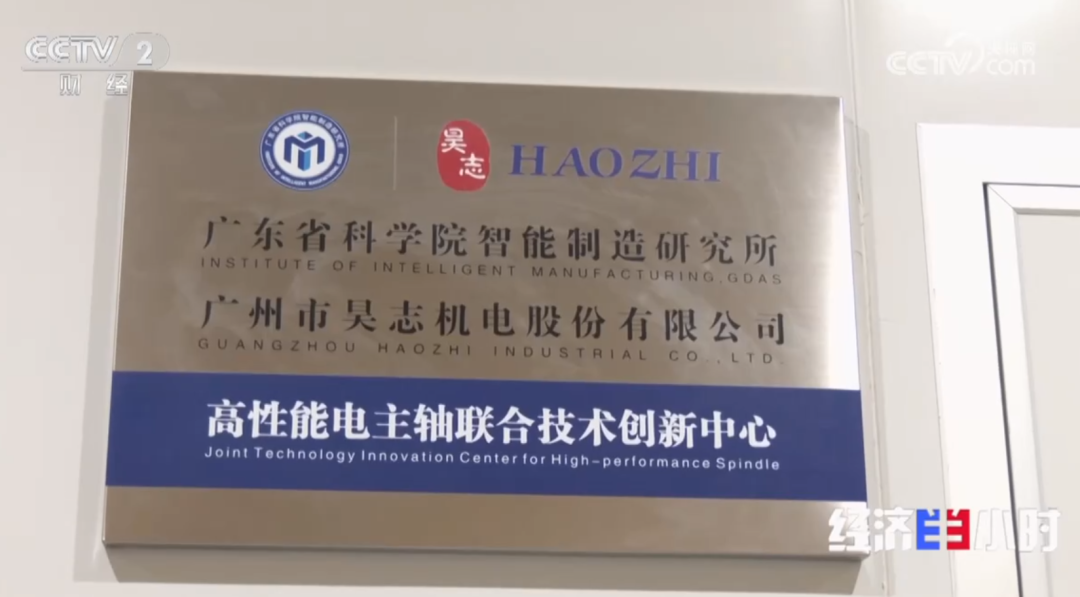 CCTV 2
财经
央视网
CCTV.com
昊志
HAOZHI
广东省科学院智能制造研究所
INSTITUTE OF INTELLIGENT MANUFACTURING,GDAS
广州市昊志机电股份有限公司
GUANGZHOU HAOZHI INDUSTRIAL CO.,LTD.
高性能电主轴联合技术创新中心
Joint Technology Innovation Center for High-performance Spindle
经济半小时